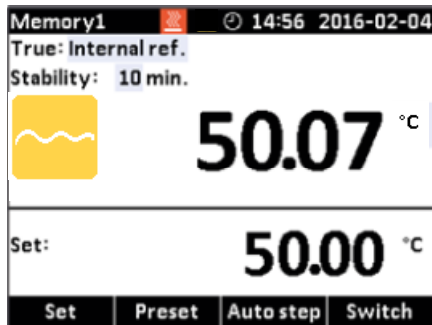 Memory1 14:56 2016-02-04
True: Internal ref.
Stability: 10 min.
50.07 °C
Set: 50.00 °C
Set Preset Auto step Switch